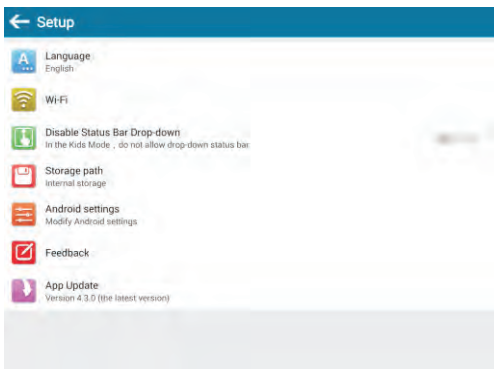 Setup
Language
English
Wi-Fi
Disable Status Bar Drop-down
In the Kids Mode , do not allow drop-down status bar
Storage path
Internal storage
Android settings
Modify Android settings
Feedback
App Update
Version 4.3.0 (the latest version)